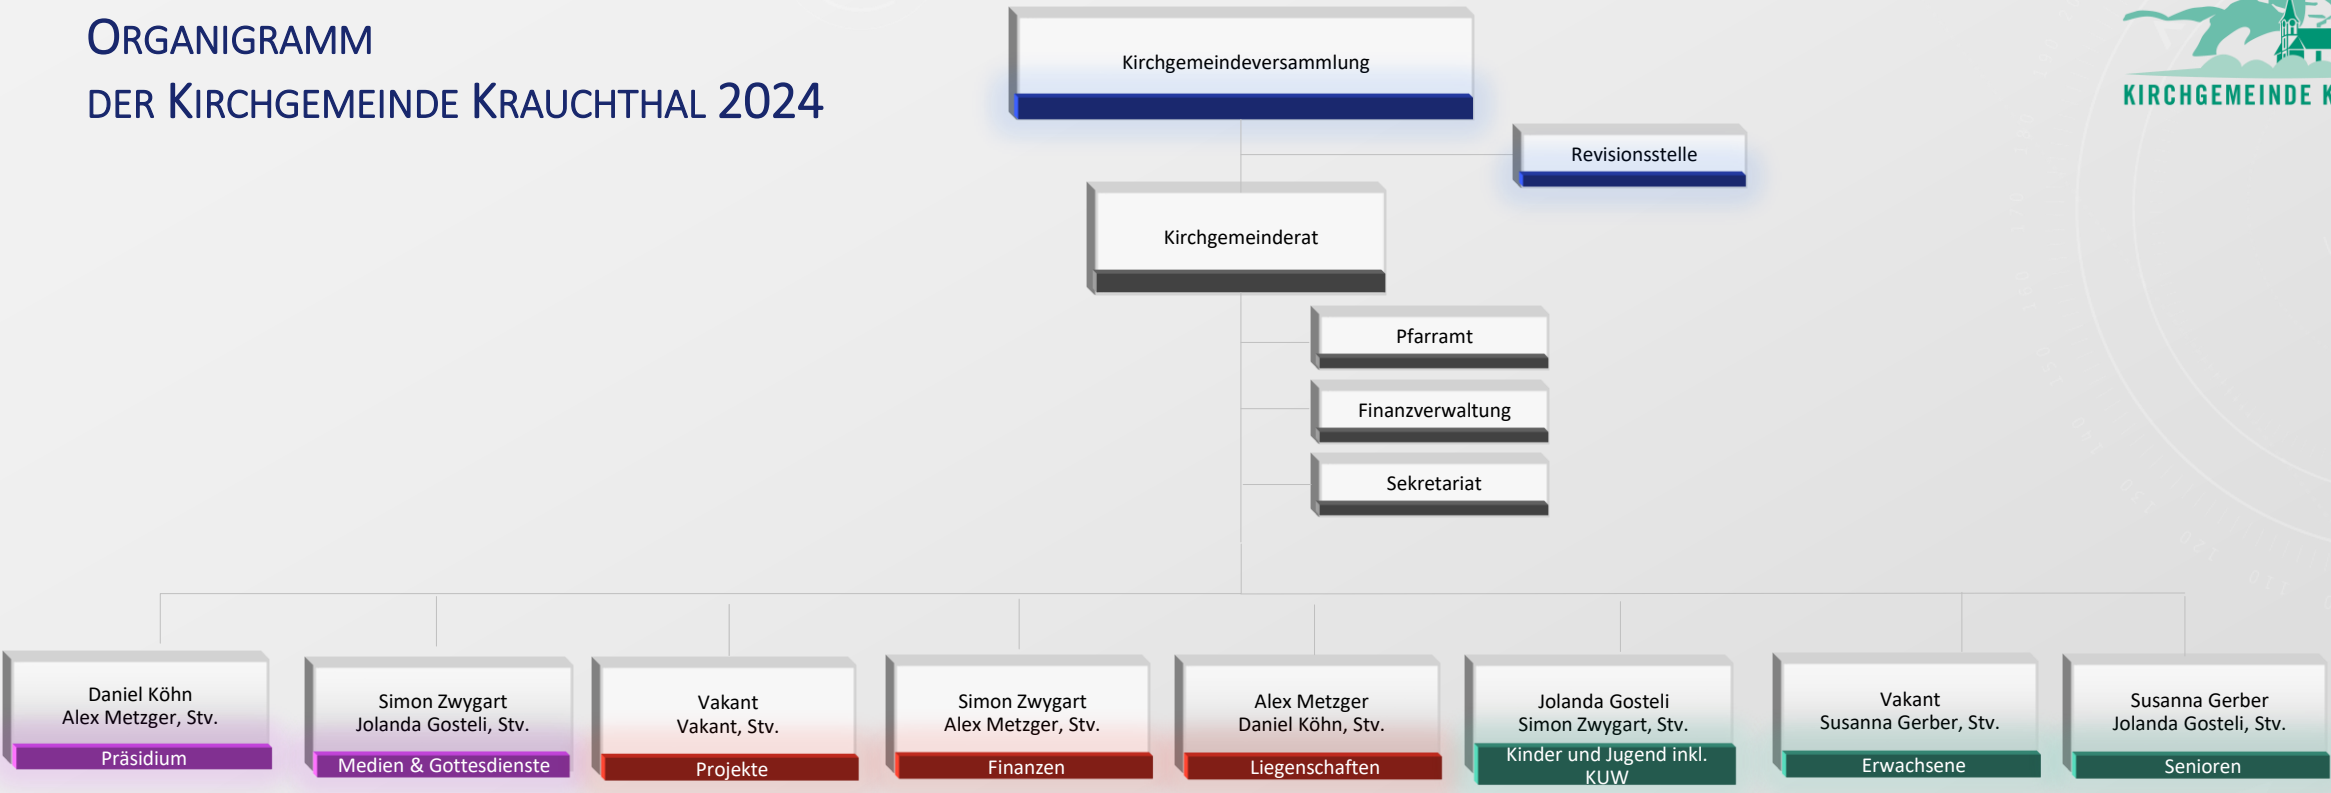 ORGANIGRAMM
DER KIRCHGEMEINDE KRAUCHTHAL 2024
Kirchgemeindeversammlung
KIRCHGEMEINDE
Revisionsstelle
Kirchgemeinderat
Pfarramt
Finanzverwaltung
Sekretariat
Daniel Köhn
Alex Metzger, Stv.
Präsidium
Simon Zwygart
Jolanda Gosteli, Stv.
Medien & Gottesdienste
Vakant
Vakant, Stv.
Projekte
Simon Zwygart
Alex Metzger, Stv.
Finanzen
Alex Metzger
Daniel Köhn, Stv.
Liegenschaften
Jolanda Gosteli
Simon Zwygart, Stv.
Kinder und Jugend inkl.
KUW
Vakant
Susanna Gerber, Stv.
Erwachsene
Susanna Gerber
Jolanda Gosteli, Stv.
Senioren